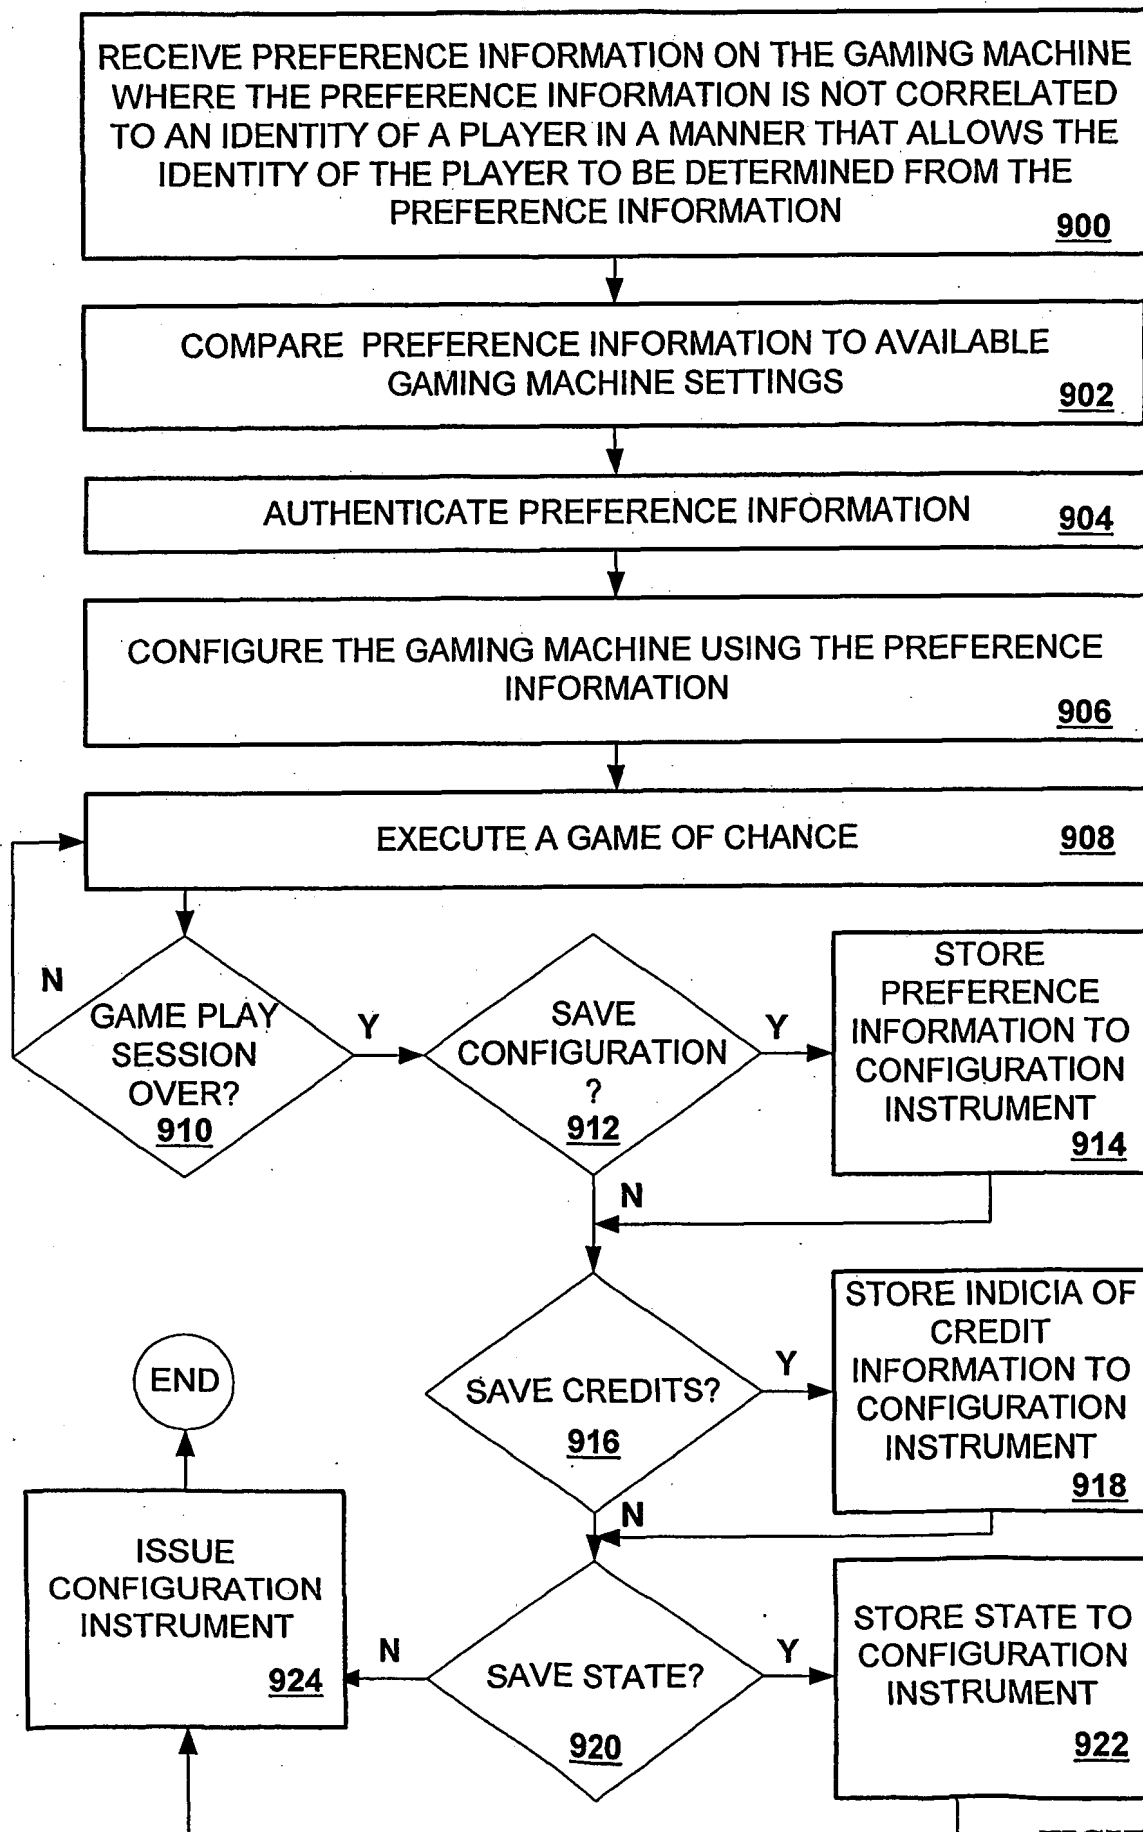 RECEIVE PREFERENCE INFORMATION ON THE GAMING MACHINE
WHERE THE PREFERENCE INFORMATION IS NOT CORRELATED
TO AN IDENTITY OF A PLAYER IN A MANNER THAT ALLOWS THE
IDENTITY OF THE PLAYER TO BE DETERMINED FROM THE
PREFERENCE INFORMATION
900
COMPARE PREFERENCE INFORMATION TO AVAILABLE
GAMING MACHINE SETTINGS
902
AUTHENTICATE PREFERENCE INFORMATION
904
CONFIGURE THE GAMING MACHINE USING THE PREFERENCE
INFORMATION
906
EXECUTE A GAME OF CHANCE
908
N
GAME PLAY
SESSION
OVER?
910
Y
SAVE
CONFIGURATION
?
912
Y
STORE
PREFERENCE
INFORMATION TO
CONFIGURATION
INSTRUMENT
914
N
SAVE CREDITS?
916
Y
STORE INDICIA OF
CREDIT
INFORMATION TO
CONFIGURATION
INSTRUMENT
918
N
SAVE STATE?
920
Y
STORE STATE TO
CONFIGURATION
INSTRUMENT
922
N
ISSUE
CONFIGURATION
INSTRUMENT
924
END